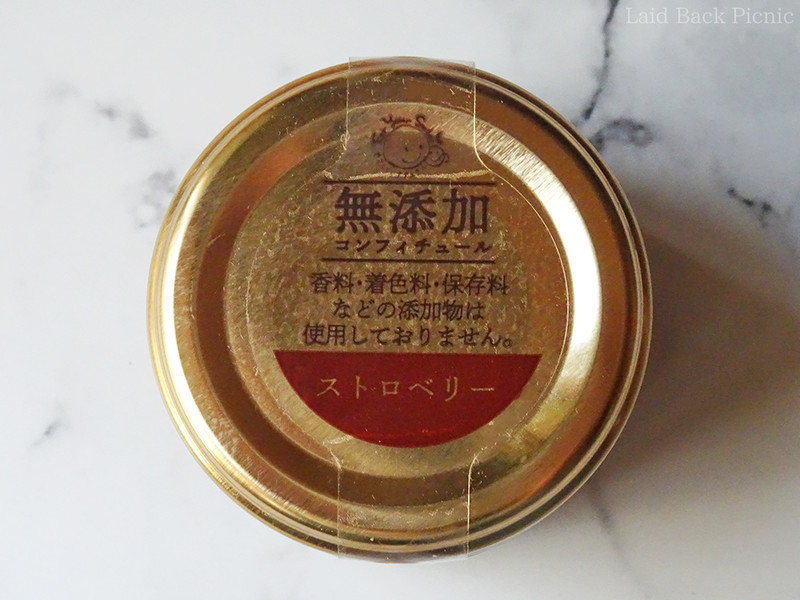 Laid Back Picnic
無添加
コンフィチュール
香料・着色料・保存料
などの添加物は
使用しておりません。
ストロベリー